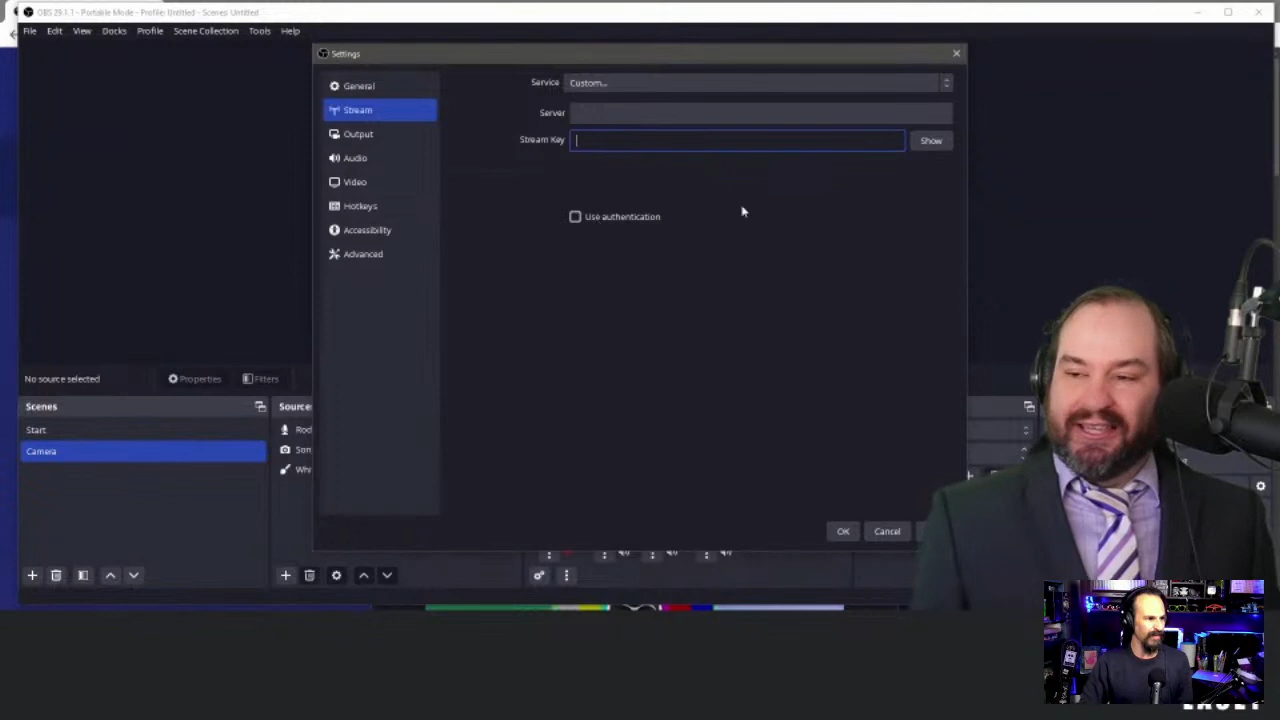 OBS 29.1.1 - Portable Mode - Profile: Untitled - Scenes: Untitled
File Edit View Docks Profile Scene Collection Tools Help
Settings
General
Stream
Output
Audio
Video
Hotkeys
Accessibility
Advanced
Service Custom...
Server
Stream Key Show
Use authentication
No source selected Properties Filters
Scenes
Start
Camera
OK Cancel